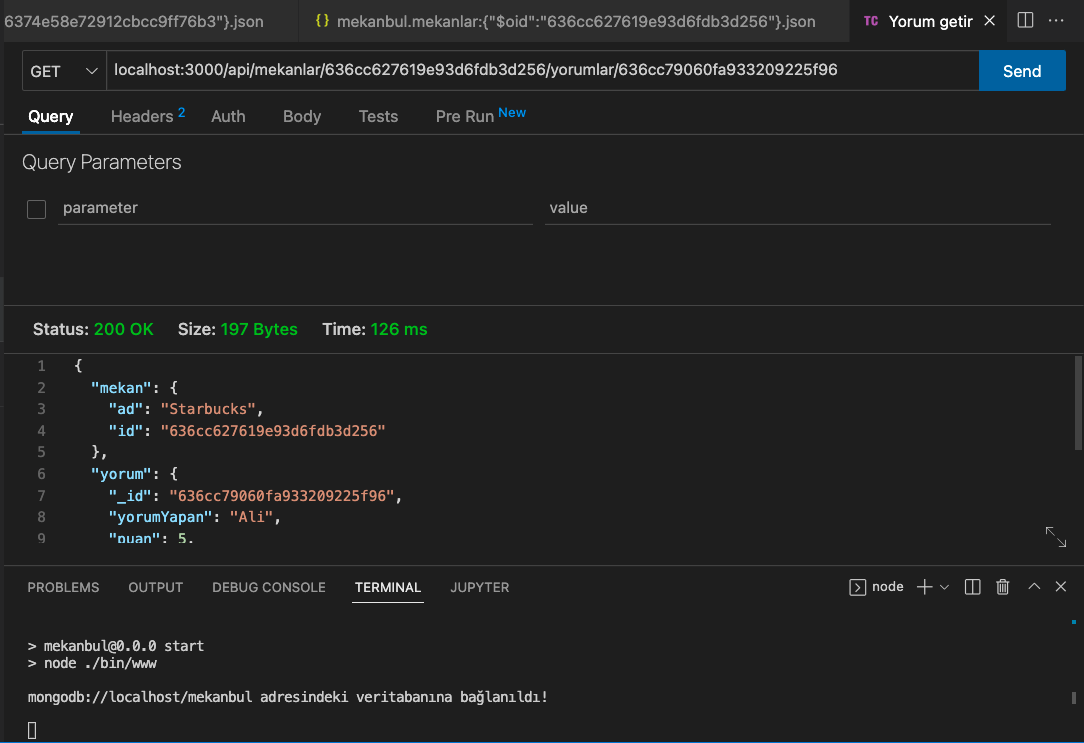 6374e58e72912cbcc9ff76b3"}.json {} mekanbul.mekanlar:{"$oid":"636cc627619e93d6fdb3d256"}.json TC Yorum getir
GET localhost:3000/api/mekanlar/636cc627619e93d6fdb3d256/yorumlar/636cc79060fa933209225f96 Send
Query Headers 2 Auth Body Tests Pre Run New
Query Parameters
parameter value
Status: 200 OK Size: 197 Bytes Time: 126 ms
1 {
2 "mekan": {
3 "ad": "Starbucks",
4 "id": "636cc627619e93d6fdb3d256"
5 },
6 "yorum": {
7 "_id": "636cc79060fa933209225f96",
8 "yorumYapan": "Ali",
9 "puan": 5,
PROBLEMS OUTPUT DEBUG CONSOLE TERMINAL JUPYTER node
> mekanbul@0.0.0 start
> node ./bin/www
mongodb://localhost/mekanbul adresindeki veritabanına bağlanıldı!